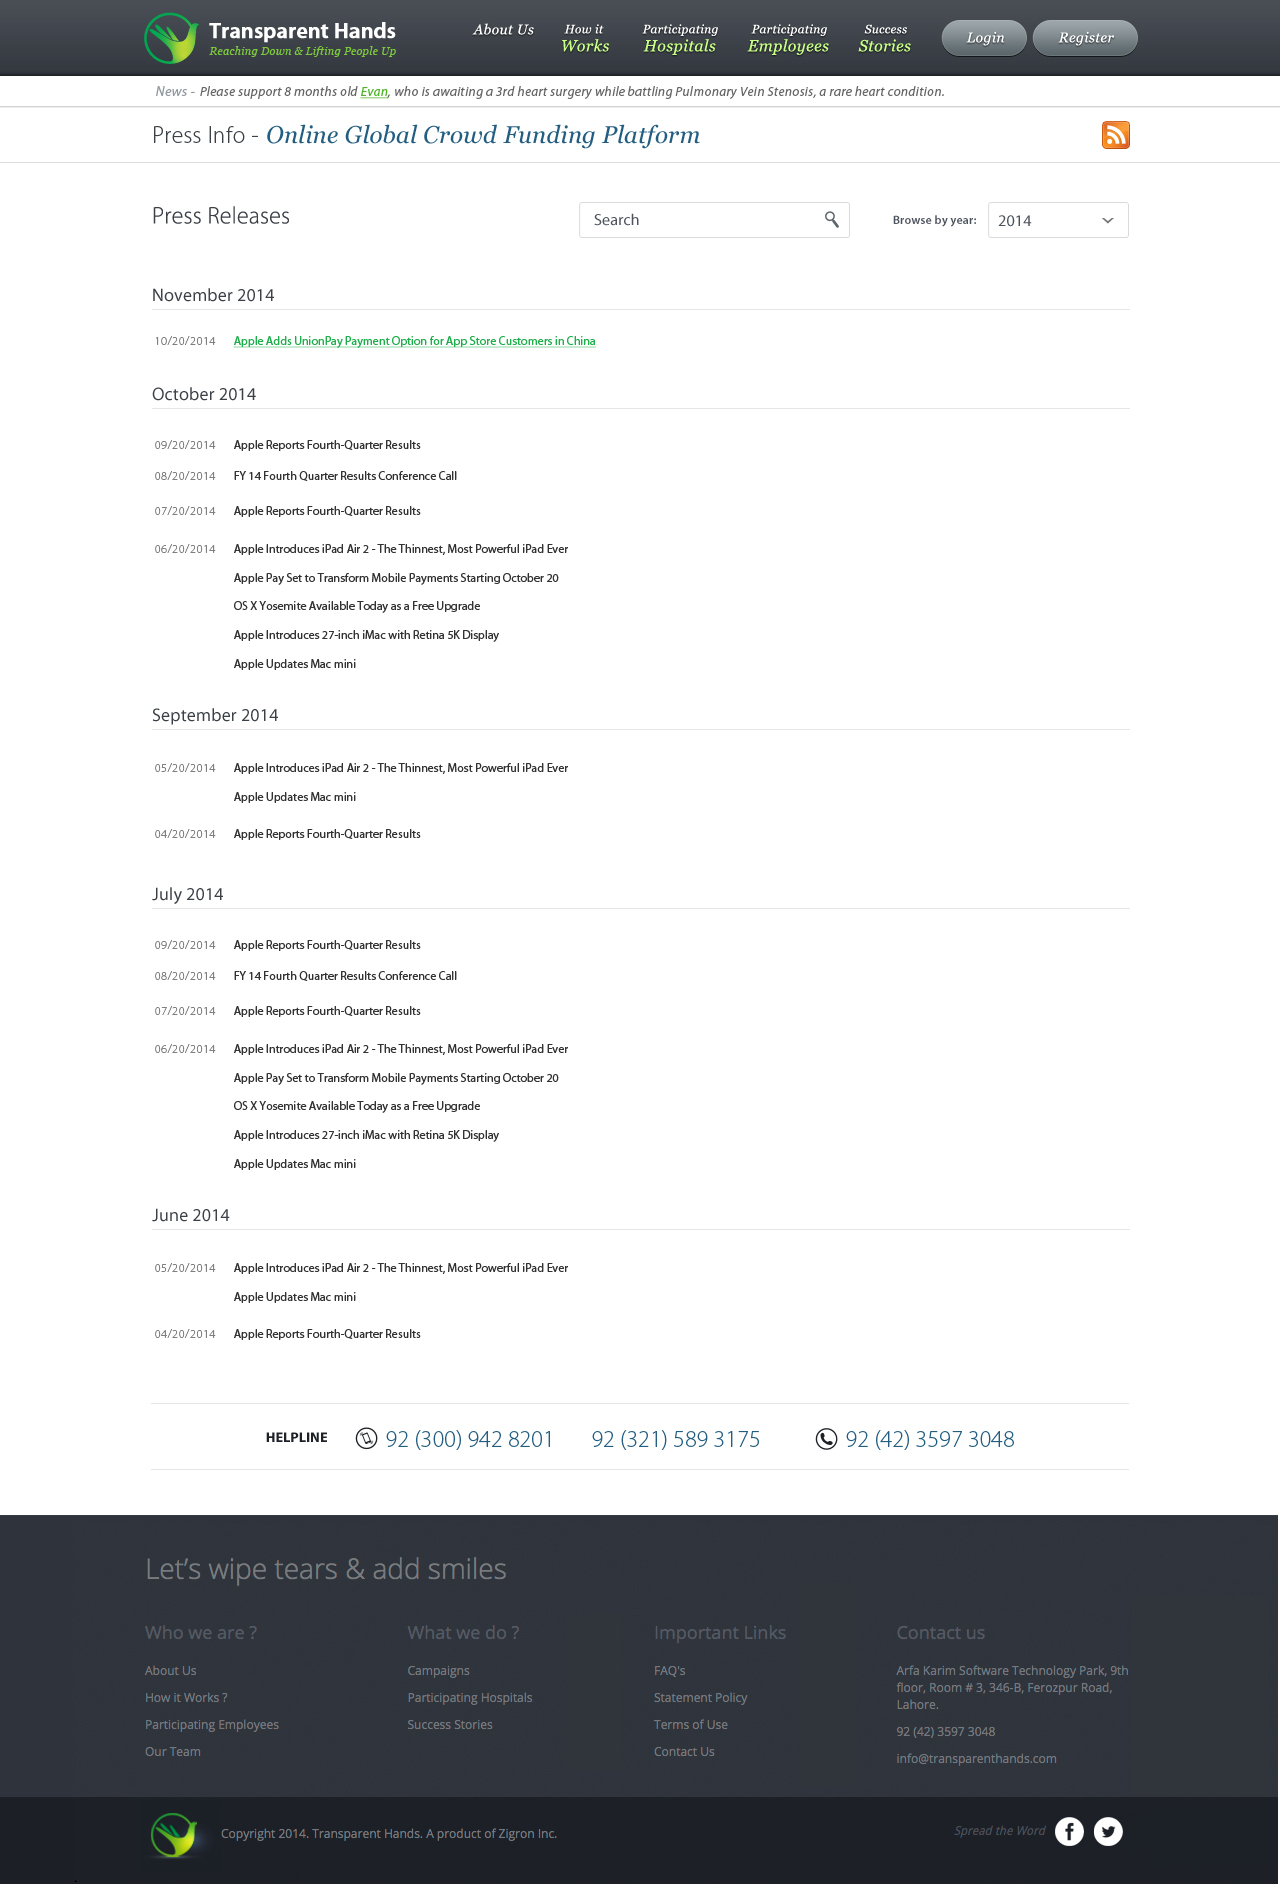 Transparent Hands
Reaching Down & Lifting People Up
About Us
How it
Works
Participating
Hospitals
Participating
Employees
Success
Stories
Login
Register
News - Please support 8 months old Evan, who is awaiting a 3rd heart surgery while battling Pulmonary Vein Stenosis, a rare heart condition.
Press Info - Online Global Crowd Funding Platform
Press Releases
Search
Browse by year:
2014
November 2014
10/20/2014 Apple Adds UnionPay Payment Option for App Store Customers in China
October 2014
09/20/2014 Apple Reports Fourth-Quarter Results
08/20/2014 FY 14 Fourth Quarter Results Conference Call
07/20/2014 Apple Reports Fourth-Quarter Results
06/20/2014 Apple Introduces iPad Air 2 - The Thinnest, Most Powerful iPad Ever
Apple Pay Set to Transform Mobile Payments Starting October 20
OS X Yosemite Available Today as a Free Upgrade
Apple Introduces 27-inch iMac with Retina 5K Display
Apple Updates Mac mini
September 2014
05/20/2014 Apple Introduces iPad Air 2 - The Thinnest, Most Powerful iPad Ever
Apple Updates Mac mini
04/20/2014 Apple Reports Fourth-Quarter Results
July 2014
09/20/2014 Apple Reports Fourth-Quarter Results
08/20/2014 FY 14 Fourth Quarter Results Conference Call
07/20/2014 Apple Reports Fourth-Quarter Results
06/20/2014 Apple Introduces iPad Air 2 - The Thinnest, Most Powerful iPad Ever
Apple Pay Set to Transform Mobile Payments Starting October 20
OS X Yosemite Available Today as a Free Upgrade
Apple Introduces 27-inch iMac with Retina 5K Display
Apple Updates Mac mini
June 2014
05/20/2014 Apple Introduces iPad Air 2 - The Thinnest, Most Powerful iPad Ever
Apple Updates Mac mini
04/20/2014 Apple Reports Fourth-Quarter Results
HELPLINE 92 (300) 942 8201 92 (321) 589 3175 92 (42) 3597 3048
Let's wipe tears & add smiles
Who we are ?
About Us
How it Works ?
Participating Employees
Our Team
What we do ?
Campaigns
Participating Hospitals
Success Stories
Important Links
FAQ's
Statement Policy
Terms of Use
Contact Us
Contact us
Arfa Karim Software Technology Park, 9th
floor, Room # 3, 346-B, Ferozpur Road,
Lahore.
92 (42) 3597 3048
info@transparenthands.com
Copyright 2014. Transparent Hands. A product of Zigron Inc.
Spread the Word